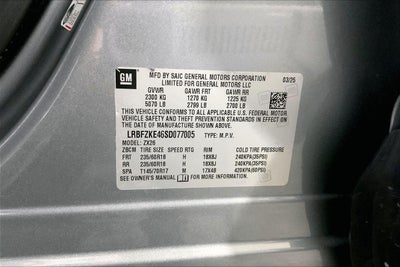 GM
03/25
MFD BY SAIC GENERAL MOTORS CORPORATION
FOR GENERAL MOTORS LLC
GVWR GAWR FRT GAWR RR
2300 KG 1270 KG 1225 KG
5070 LB 2799 LB 2700 LB
THIS VEHICLE CONFORMS TO ALL APPLICABLE U.S. FEDERAL MOTOR
VEHICLE SAFETY AND THEFT PREVENTION STANDARDS IN EFFECT ON
THE DATE OF MANUFACTURE SHOWN ABOVE.
LRBFZKE46SD077005 TYPE: M.P.V.
MODEL: ZX26
ZBCM TIRE SIZE SPEED RTG RIM COLD TIRE PRESSURE
FRT 235/60R18 H 18X8J 240KPA(35PSI)
RR 235/60R18 H 18X8J 240KPA(35PSI)
SPA T145/70R17 M 17X4B 420KPA(60PSI)
SEE OWNER'S MANUAL FOR ADDITIONAL INFORMATION.